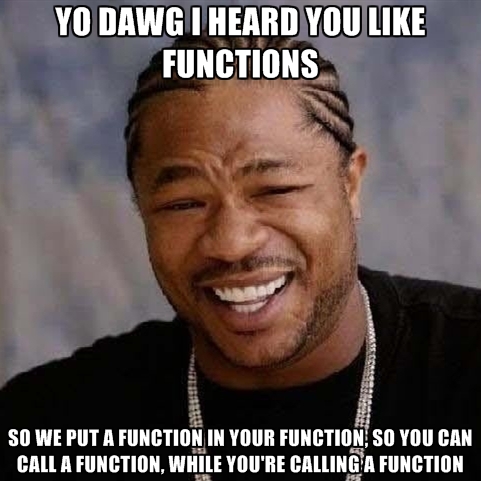 YO DAWG I HEARD YOU LIKE
FUNCTIONS
SO WE PUT A FUNCTION IN YOUR FUNCTION, SO YOU CAN
CALL A FUNCTION, WHILE YOU'RE CALLING A FUNCTION